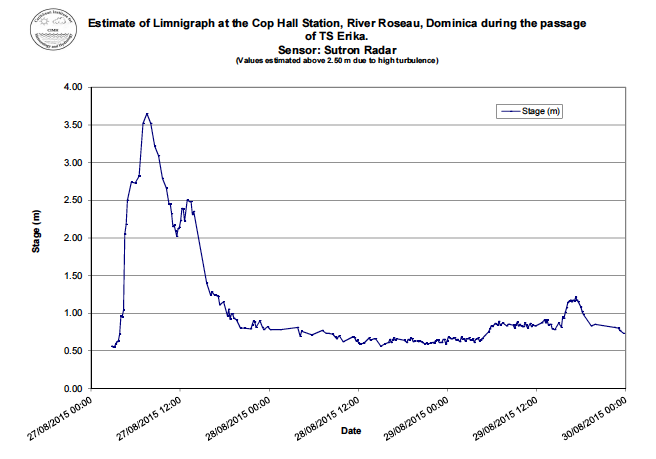 Estimate of Limnigraph at the Cop Hall Station, River Roseau, Dominica during the passage
of TS Erika.
Sensor: Sutron Radar
(Values estimated above 2.50 m due to high turbulence)
CIMH
4.00
3.50
3.00
2.50
2.00
1.50
1.00
0.50
0.00
Stage (m)
Stage (m)
27/08/2015 00:00
27/08/2015 12:00
28/08/2015 00:00
28/08/2015 12:00
29/08/2015 00:00
29/08/2015 12:00
30/08/2015 00:00
Date